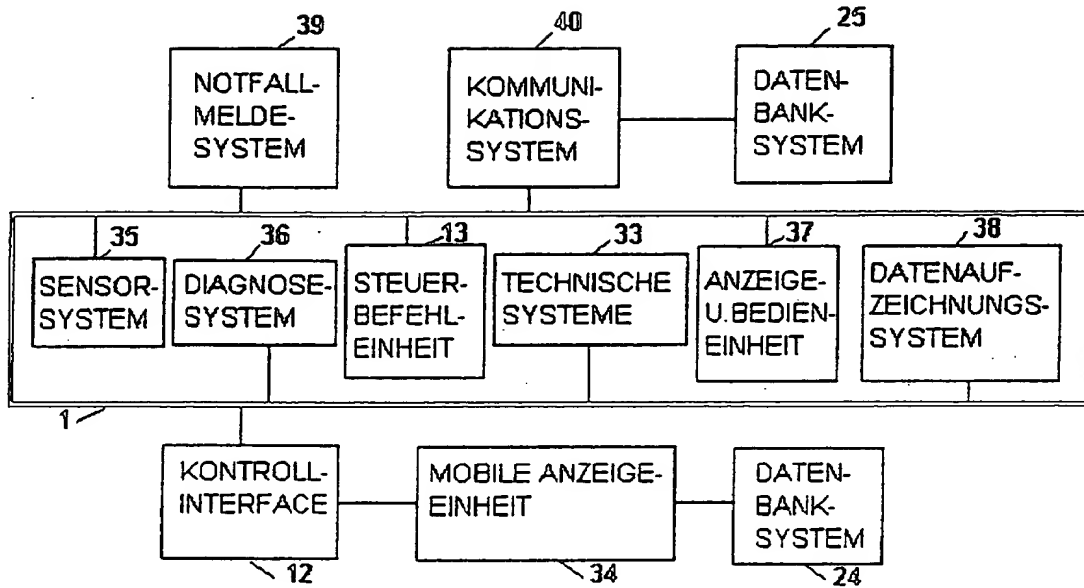 39
40
25
NOTFALL-
MELDE-
SYSTEM
KOMMUNI-
KATIONS-
SYSTEM
DATEN-
BANK-
SYSTEM
35
36
13
33
37
38
SENSOR-
SYSTEM
DIAGNOSE-
SYSTEM
STEUER-
BEFEHL-
EINHEIT
TECHNISCHE
SYSTEME
ANZEIGE-
U.BEDIEN-
EINHEIT
DATENAUF-
ZEICHNUNGS-
SYSTEM
1
KONTROLL-
INTERFACE
MOBILE ANZEIGE-
EINHEIT
DATEN-
BANK-
SYSTEM
12
34
24